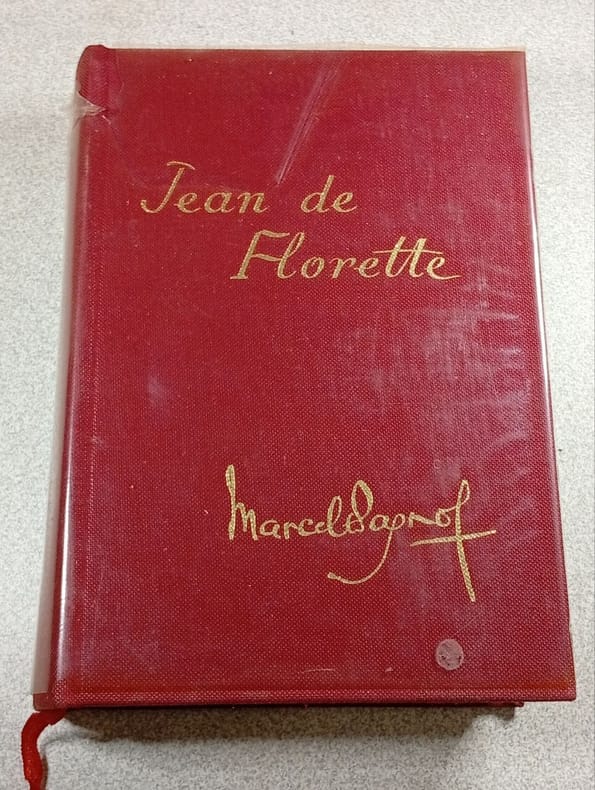 Jean de
Florette
Marcel Pagnol